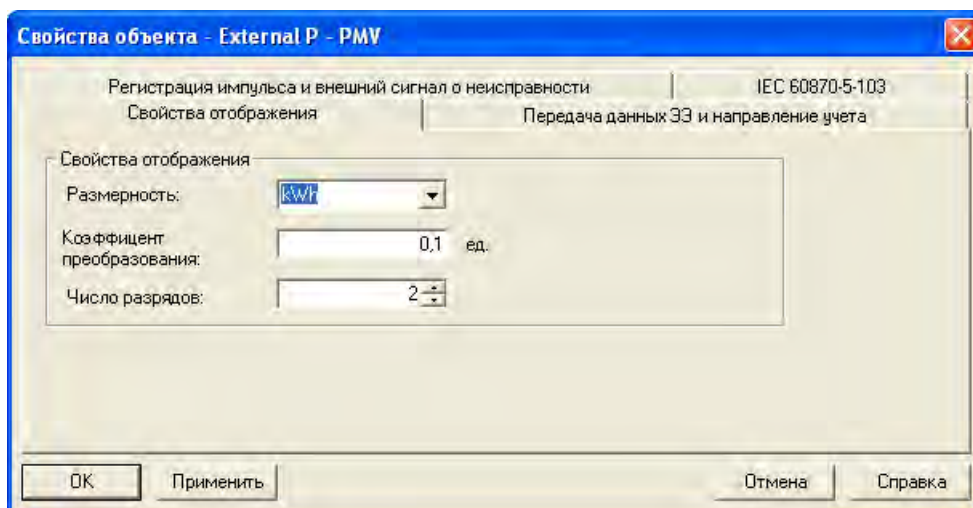 Свойства объекта - External P - PMV
Регистрация импульса и внешний сигнал о неисправности
IEC 60870-5-103
Свойства отображения
Передача данных ЭЭ и направление учета
Свойства отображения
Размерность:
kWh
Коэффицент
преобразования:
0,1 ед.
Число разрядов:
2
OK
Применить
Отмена
Справка